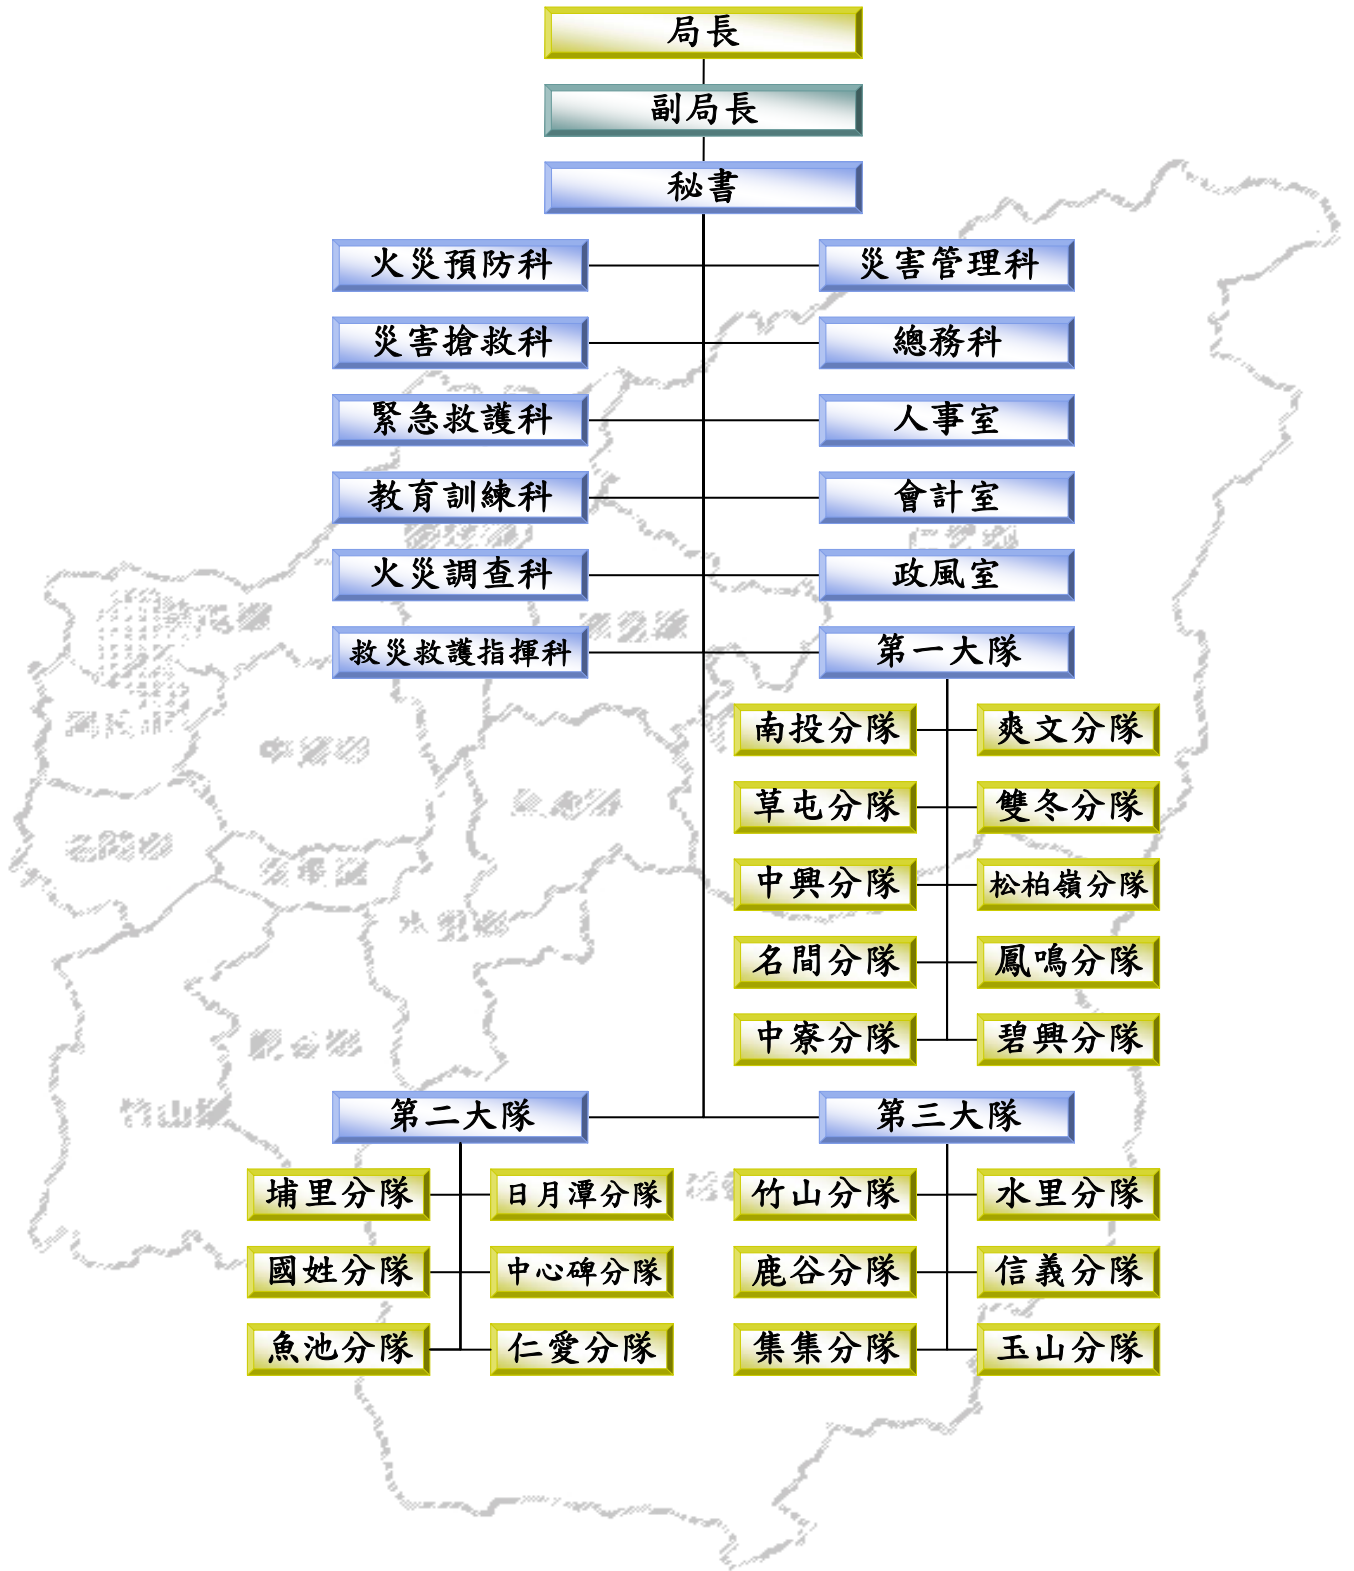 局長
副局長
秘書
火災預防科
災害管理科
災害搶救科
總務科
緊急救護科
人事室
教育訓練科
會計室
火災調查科
政風室
救災救護指揮科
第一大隊
南投分隊
爽文分隊
草屯分隊
雙冬分隊
中興分隊
松柏嶺分隊
名間分隊
鳳鳴分隊
中寮分隊
碧興分隊
第二大隊
第三大隊
埔里分隊
日月潭分隊
竹山分隊
水里分隊
國姓分隊
中心碑分隊
鹿谷分隊
信義分隊
魚池分隊
仁愛分隊
集集分隊
玉山分隊
竹山鎮
水里鄉